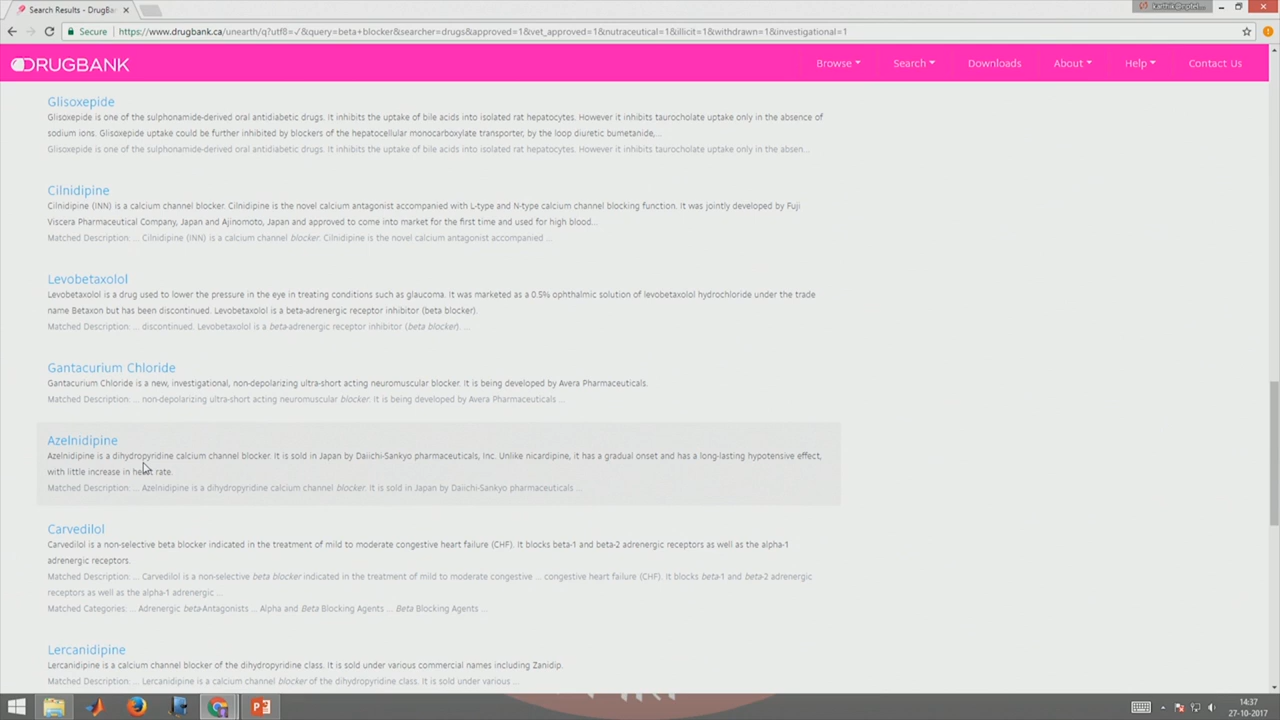 Search Results - DrugBan
karthik@nptel...
Secure https://www.drugbank.ca/unearth/q?utf8=✓&query=beta+blocker&searcher=drugs&approved=1&vet_approved=1&nutraceutical=1&illicit=1&withdrawn=1&investigational=1
DRUGBANK Browse Search Downloads About Help Contact Us
Glisoxepide
Glisoxepide is one of the sulphonamide-derived oral antidiabetic drugs. It inhibits the uptake of bile acids into isolated rat hepatocytes. However it inhibits taurocholate uptake only in the absence of
sodium ions. Glisoxepide uptake could be further inhibited by blockers of the hepatocellular monocarboxylate transporter, by the loop diuretic bumetanide,...
Glisoxepide is one of the sulphonamide-derived oral antidiabetic drugs. It inhibits the uptake of bile acids into isolated rat hepatocytes. However it inhibits taurocholate uptake only in the absen...
Cilnidipine
Cilnidipine (INN) is a calcium channel blocker. Cilnidipine is the novel calcium antagonist accompanied with L-type and N-type calcium channel blocking function. It was jointly developed by Fuji
Viscera Pharmaceutical Company, Japan and Ajinomoto, Japan and approved to come into market for the first time and used for high blood...
Matched Description: ... Cilnidipine (INN) is a calcium channel blocker. Cilnidipine is the novel calcium antagonist accompanied ...
Levobetaxolol
Levobetaxolol is a drug used to lower the pressure in the eye in treating conditions such as glaucoma. It was marketed as a 0.5% ophthalmic solution of levobetaxolol hydrochloride under the trade
name Betaxon but has been discontinued. Levobetaxolol is a beta-adrenergic receptor inhibitor (beta blocker).
Matched Description: ... discontinued. Levobetaxolol is a beta-adrenergic receptor inhibitor (beta blocker). ...
Gantacurium Chloride
Gantacurium Chloride is a new, investigational, non-depolarizing ultra-short acting neuromuscular blocker. It is being developed by Avera Pharmaceuticals.
Matched Description: ... non-depolarizing ultra-short acting neuromuscular blocker. It is being developed by Avera Pharmaceuticals ...
Azelnidipine
Azelnidipine is a dihydropyridine calcium channel blocker. It is sold in Japan by Daiichi-Sankyo pharmaceuticals, Inc. Unlike nicardipine, it has a gradual onset and has a long-lasting hypotensive effect,
with little increase in heart rate.
Matched Description: ... Azelnidipine is a dihydropyridine calcium channel blocker. It is sold in Japan by Daiichi-Sankyo pharmaceuticals ...
Carvedilol
Carvedilol is a non-selective beta blocker indicated in the treatment of mild to moderate congestive heart failure (CHF). It blocks beta-1 and beta-2 adrenergic receptors as well as the alpha-1
adrenergic receptors.
Matched Description: ... Carvedilol is a non-selective beta blocker indicated in the treatment of mild to moderate congestive ... congestive heart failure (CHF). It blocks beta-1 and beta-2 adrenergic
receptors as well as the alpha-1 adrenergic ...
Matched Categories: ... Adrenergic beta-Antagonists ... Alpha and Beta Blocking Agents ... Beta Blocking Agents ...
Lercanidipine
Lercanidipine is a calcium channel blocker of the dihydropyridine class. It is sold under various commercial names including Zanidip.
Matched Description: ... Lercanidipine is a calcium channel blocker of the dihydropyridine class. It is sold under various ...
14:37
27-10-2017